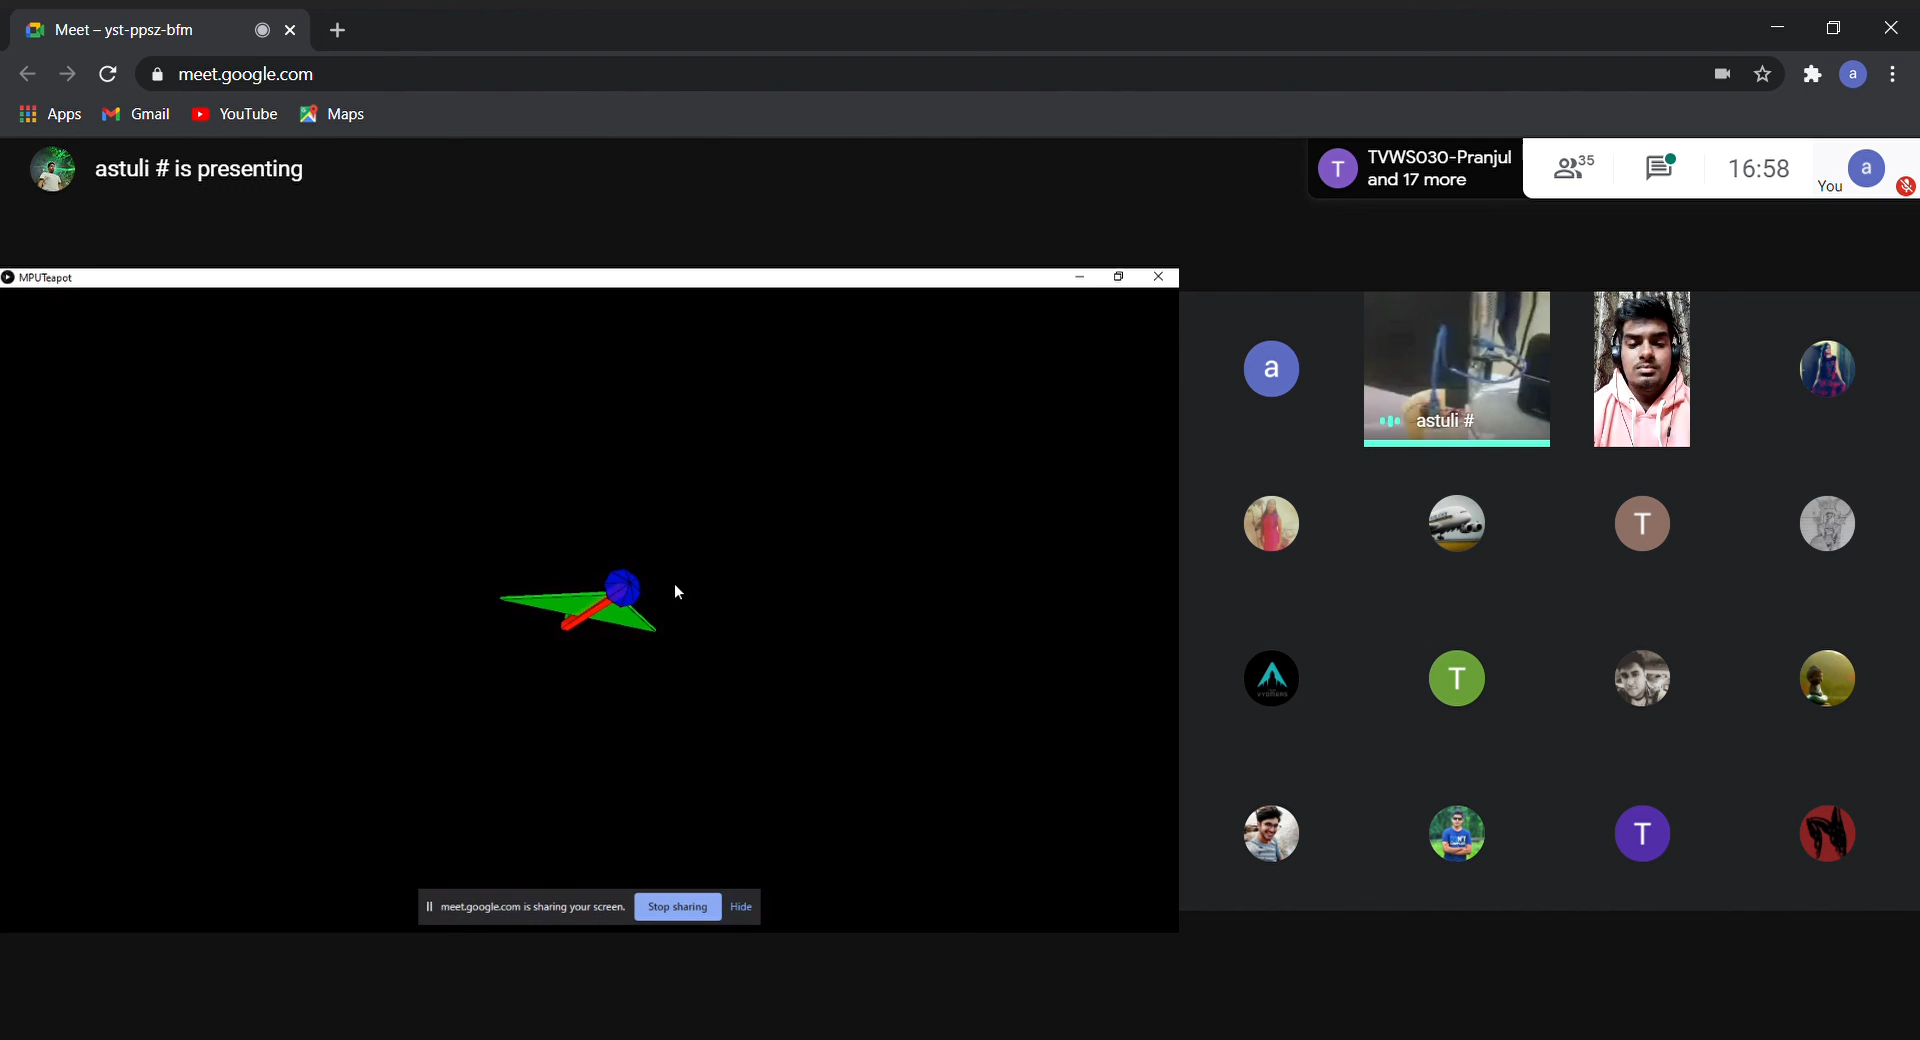 Meet – yst-ppsz-bfm
meet.google.com
a
Apps
Gmail
YouTube
Maps
astuli # is presenting
T
TVWS030-Pranjul
and 17 more
35
16:58
You
a
MPUTeapot
a
astuli #
T
T
T
meet.google.com is sharing your screen.
Stop sharing
Hide